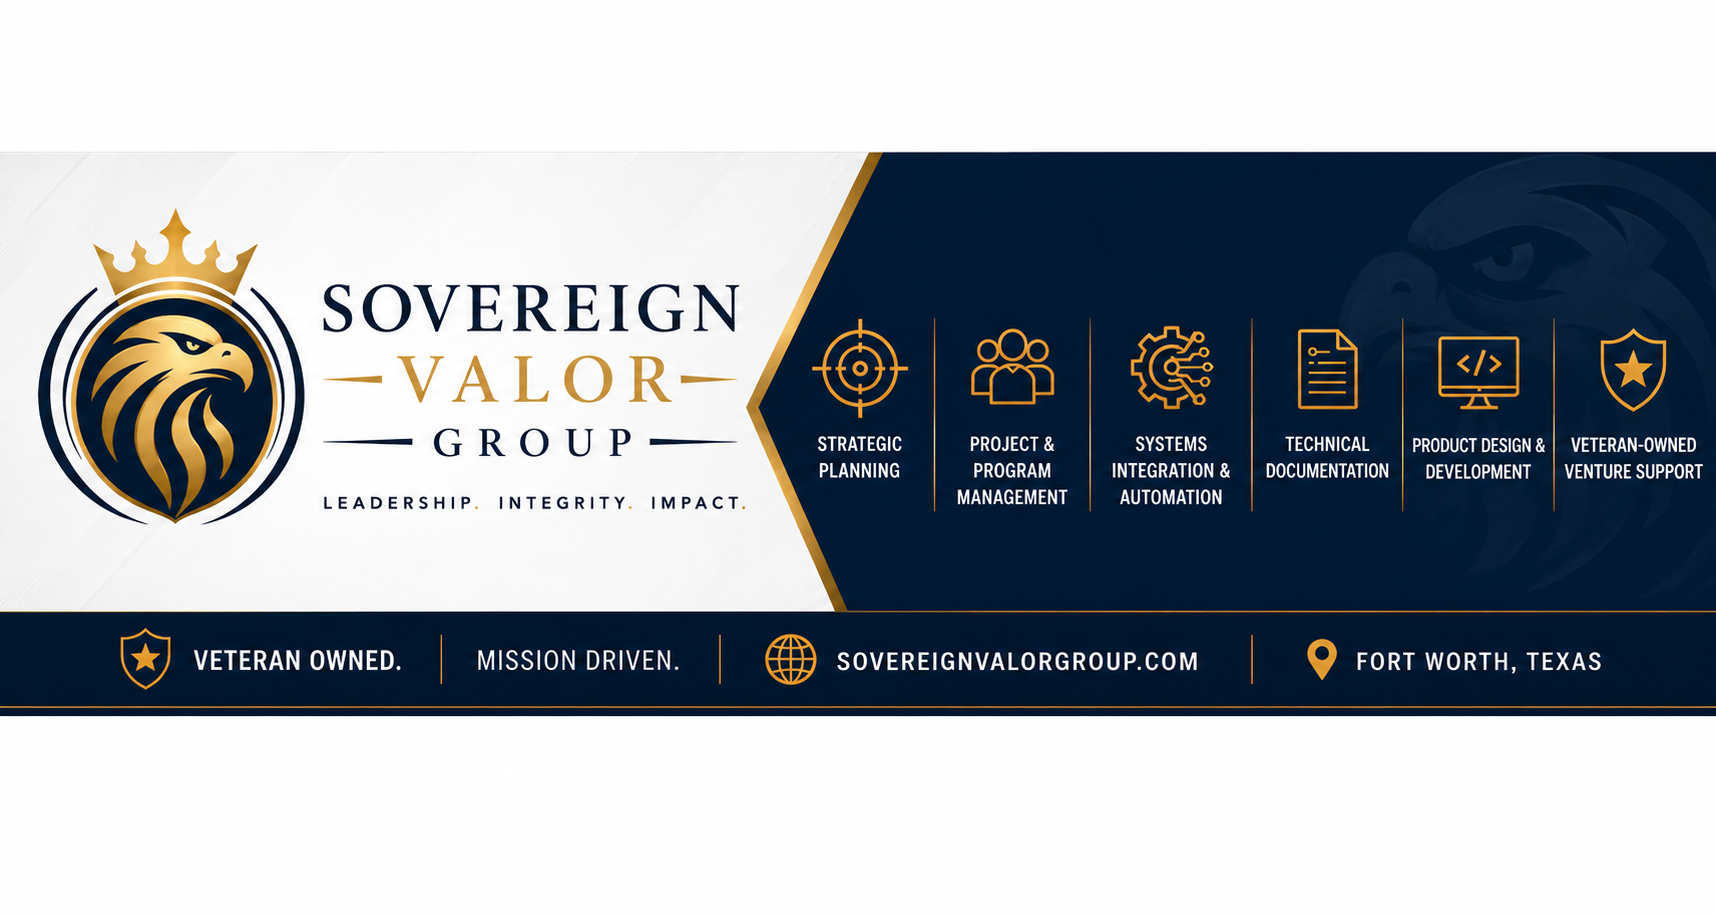 SOVEREIGN
VALOR
GROUP
LEADERSHIP. INTEGRITY. IMPACT.
STRATEGIC
PLANNING
PROJECT &
PROGRAM
MANAGEMENT
SYSTEMS
INTEGRATION &
AUTOMATION
TECHNICAL
DOCUMENTATION
</>
PRODUCT DESIGN &
DEVELOPMENT
VETERAN-OWNED
VENTURE SUPPORT
VETERAN OWNED.
MISSION DRIVEN.
SOVEREIGNVALORGROUP.COM
FORT WORTH, TEXAS